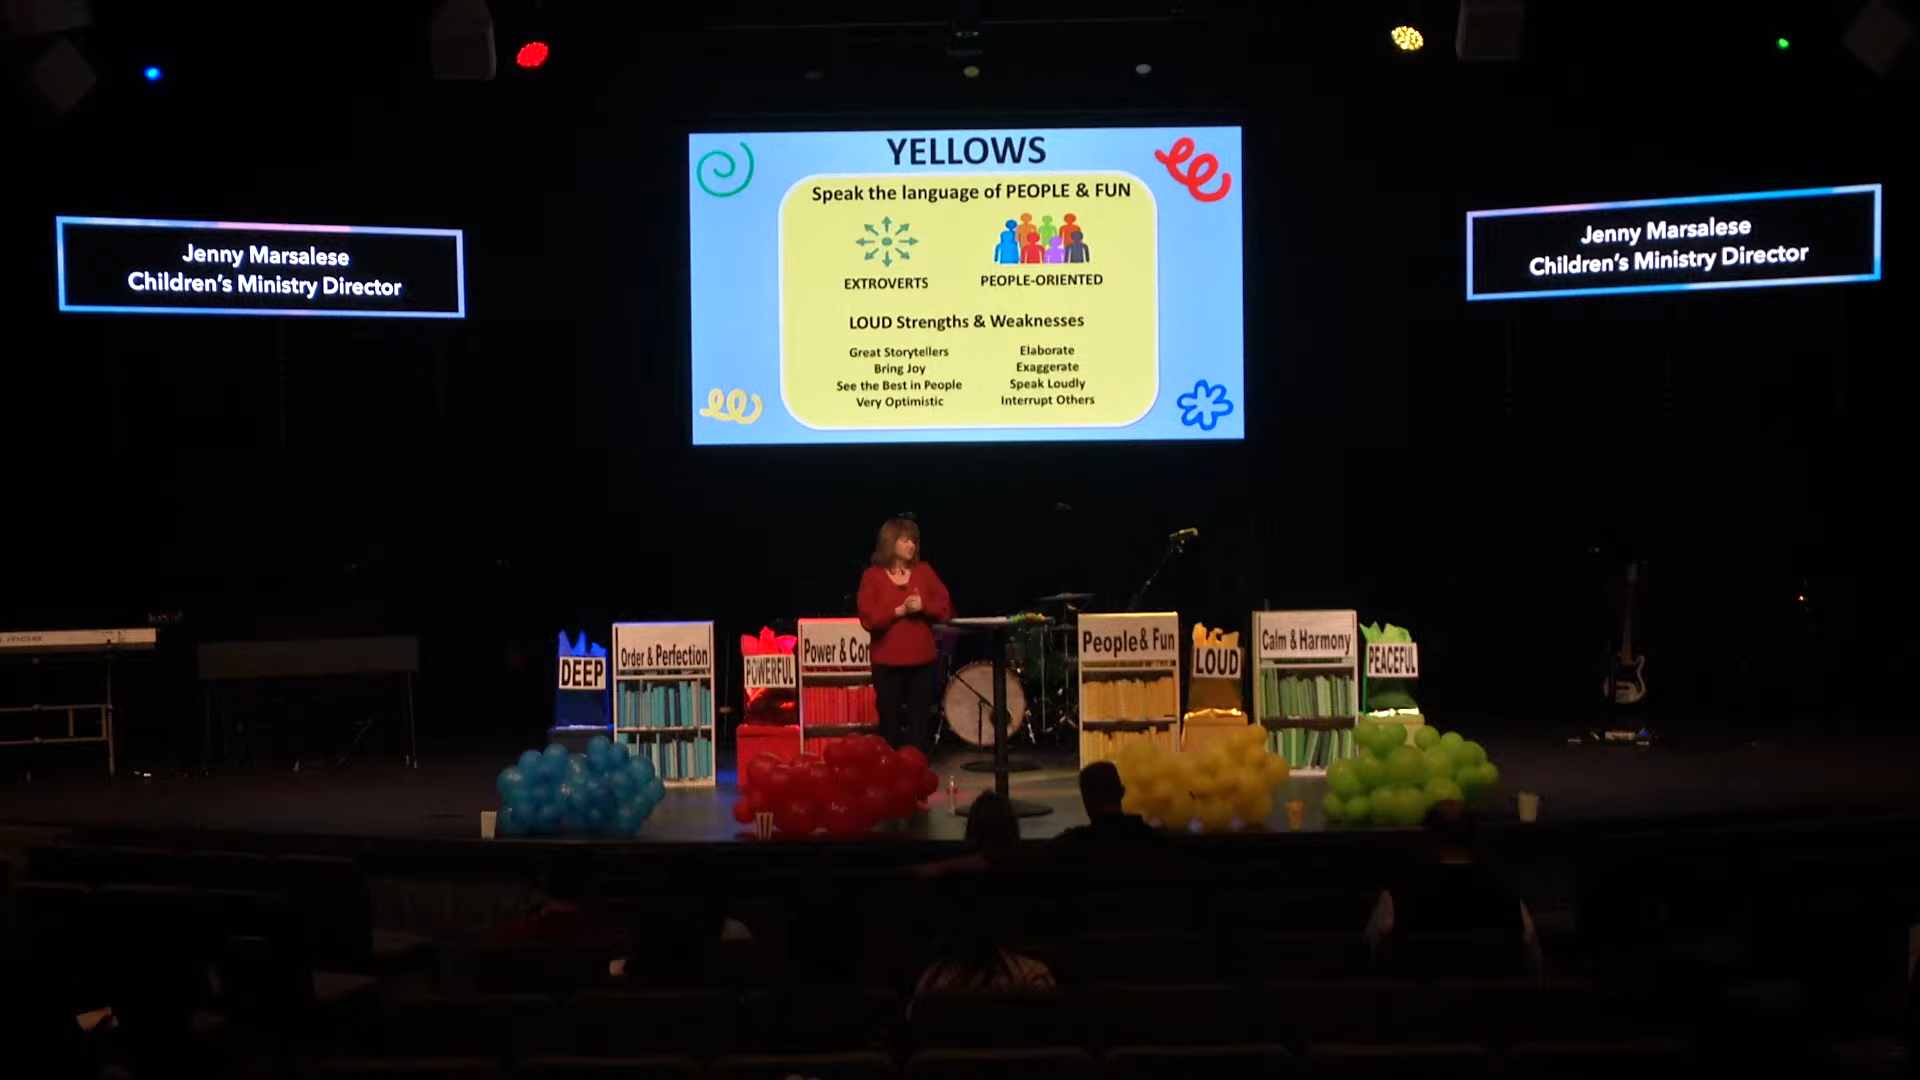 YELLOWS
Speak the language of PEOPLE & FUN
EXTROVERTS
PEOPLE-ORIENTED
LOUD Strengths & Weaknesses
Great Storytellers
Elaborate
Bring Joy
Exaggerate
See the Best in People
Speak Loudly
Very Optimistic
Interrupt Others
Jenny Marsalese
Children's Ministry Director
Jenny Marsalese
Children's Ministry Director
DEEP
Order & Perfection
POWERFUL
Power & Con
People & Fun
LOUD
Calm & Harmony
PEACEFUL